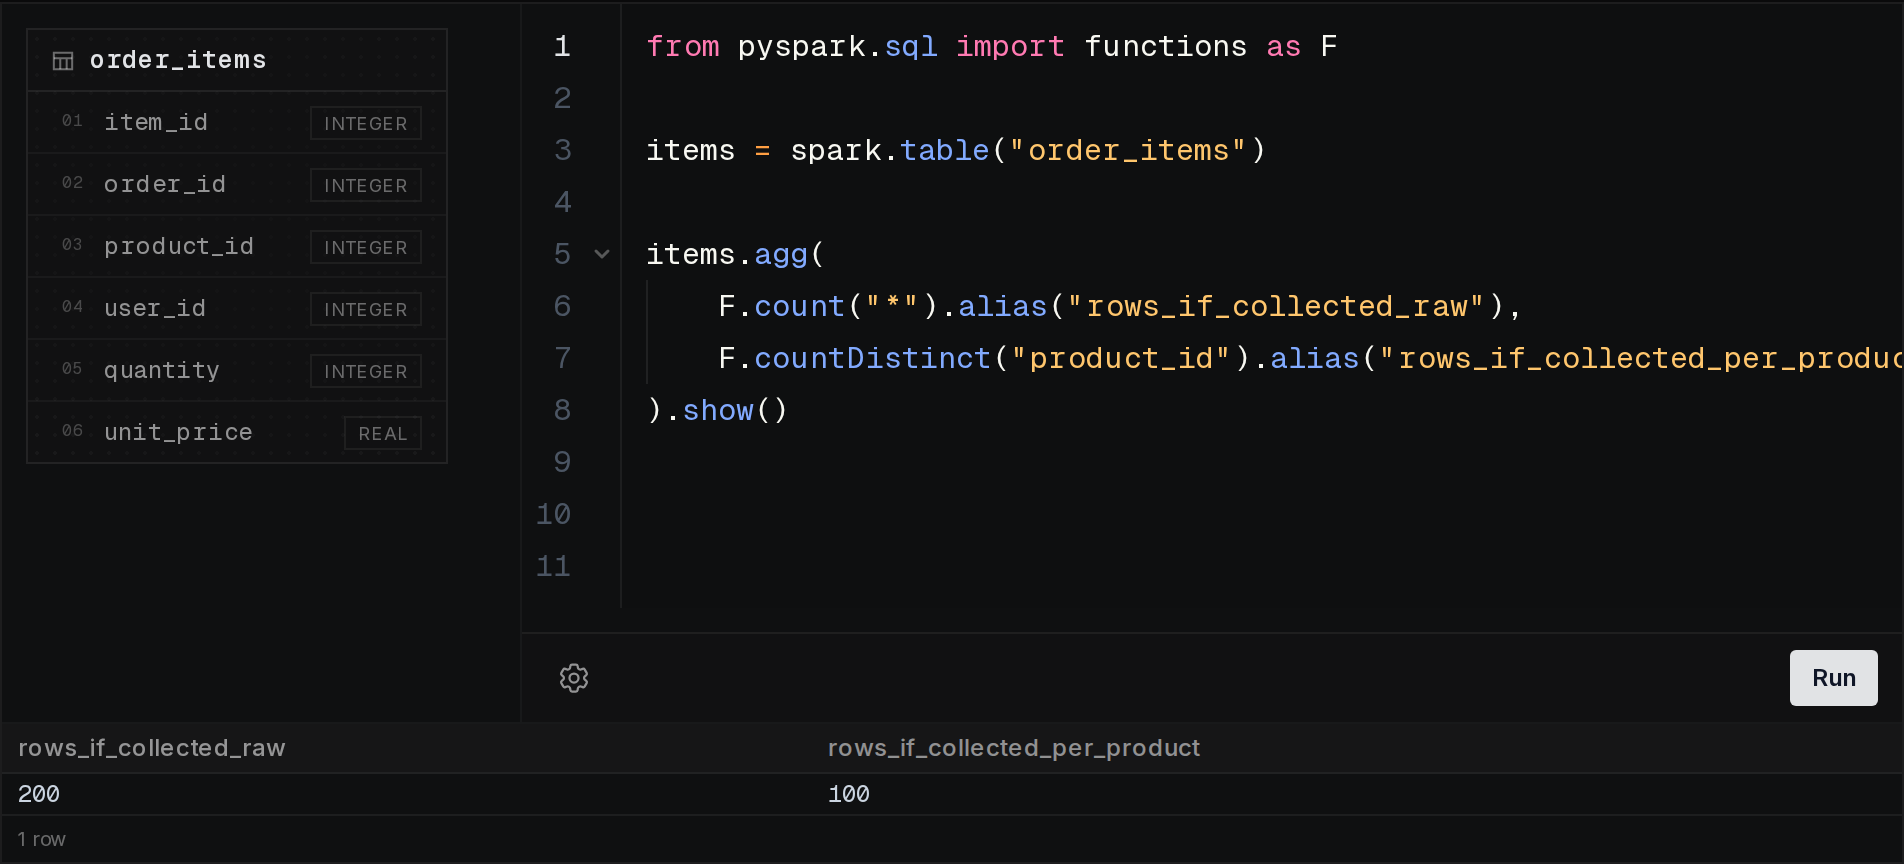 order_items
01 item_id INTEGER
02 order_id INTEGER
03 product_id INTEGER
04 user_id INTEGER
05 quantity INTEGER
06 unit_price REAL
1 from pyspark.sql import functions as F
2
3 items = spark.table("order_items")
4
5 items.agg(
6 F.count("*").alias("rows_if_collected_raw"),
7 F.countDistinct("product_id").alias("rows_if_collected_per_produc
8 ).show()
9
10
11
Run
rows_if_collected_raw rows_if_collected_per_product
200 100
1 row